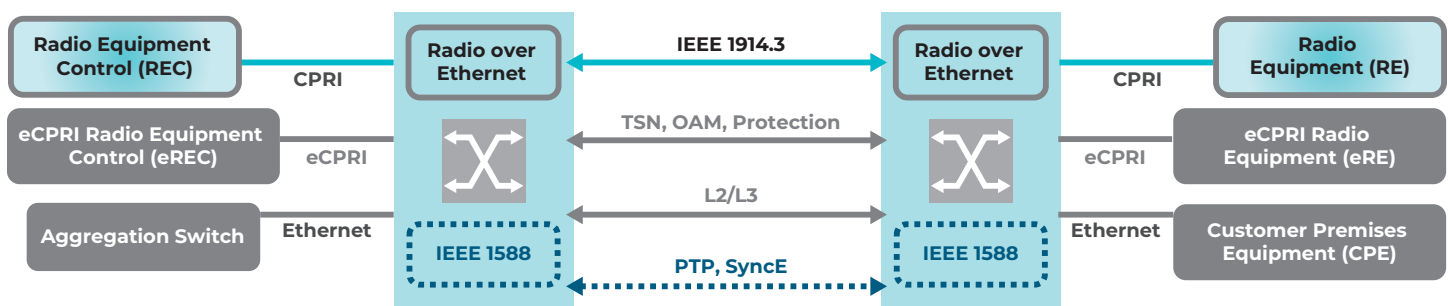 Radio Equipment
Control (REC)
CPRI
Radio over
Ethernet
IEEE 1914.3
Radio over
Ethernet
CPRI
Radio
Equipment (RE)
eCPRI Radio Equipment
Control (eREC)
eCPRI
TSN, OAM, Protection
eCPRI
eCPRI Radio
Equipment (eRE)
Aggregation Switch
Ethernet
L2/L3
Ethernet
Customer Premises
Equipment (CPE)
IEEE 1588
PTP, SyncE
IEEE 1588